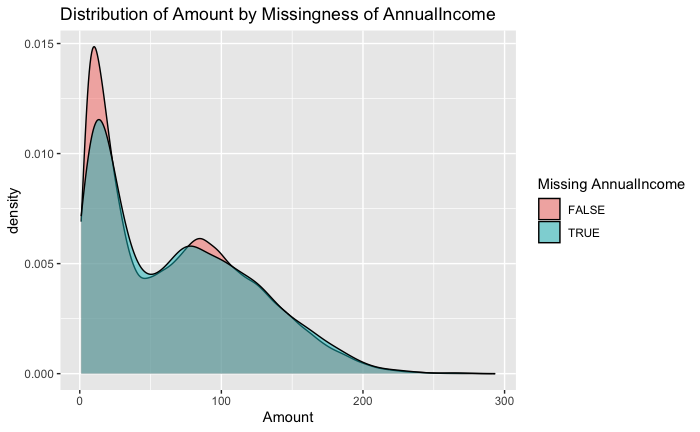 Distribution of Amount by Missingness of AnnualIncome
0.015
0.010
0.005
0.000
density
0
100
200
300
Amount
Missing AnnualIncome
FALSE
TRUE